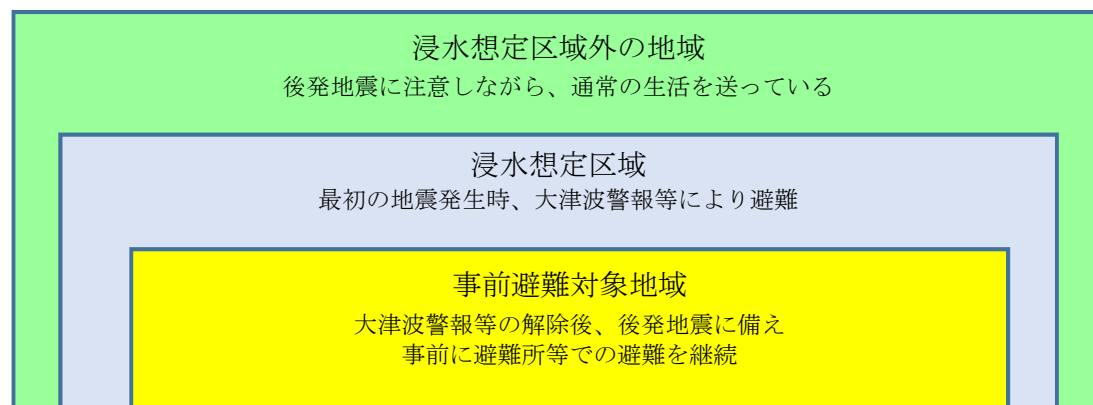 浸水想定区域外の地域
後発地震に注意しながら、通常の生活を送っている
浸水想定区域
最初の地震発生時、大津波警報等により避難
事前避難対象地域
大津波警報等の解除後、後発地震に備え
事前に避難所等での避難を継続